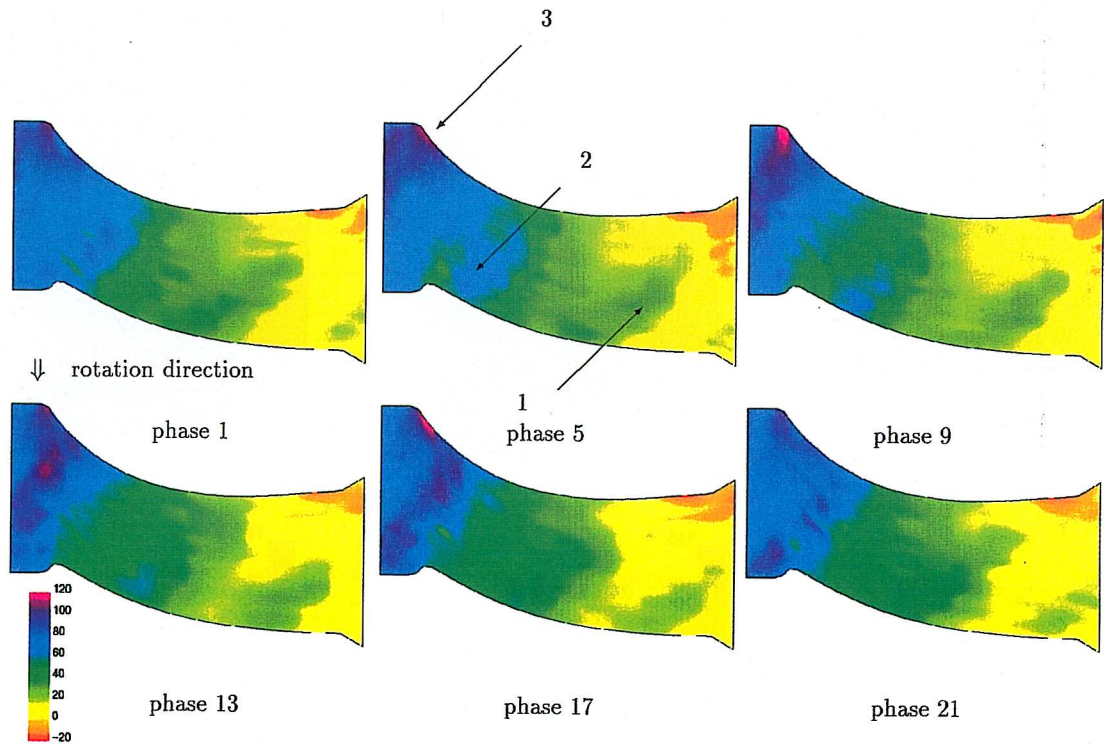 3
2
⇓ rotation direction
1
phase 1
phase 5
phase 9
120
100
80
60
40
20
0
-20
phase 13
phase 17
phase 21